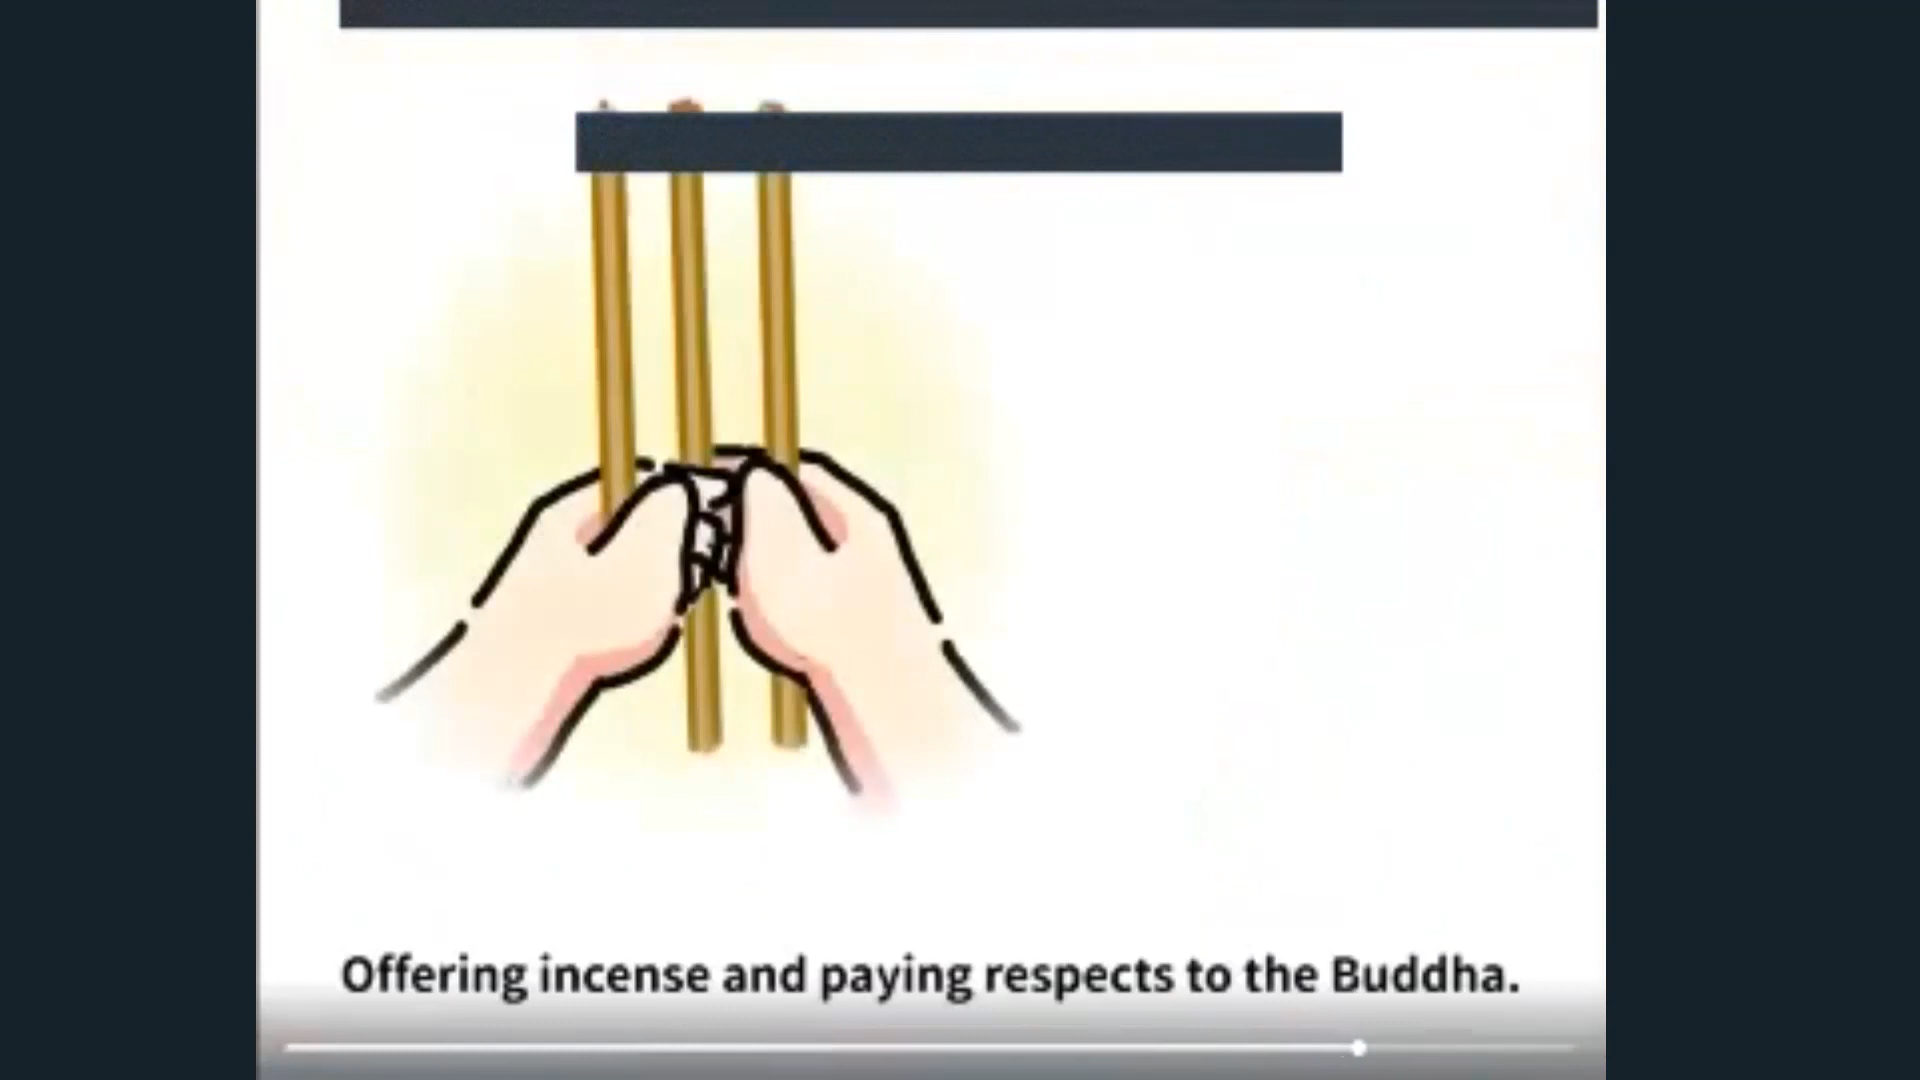 Offering incense and paying respects to the Buddha.